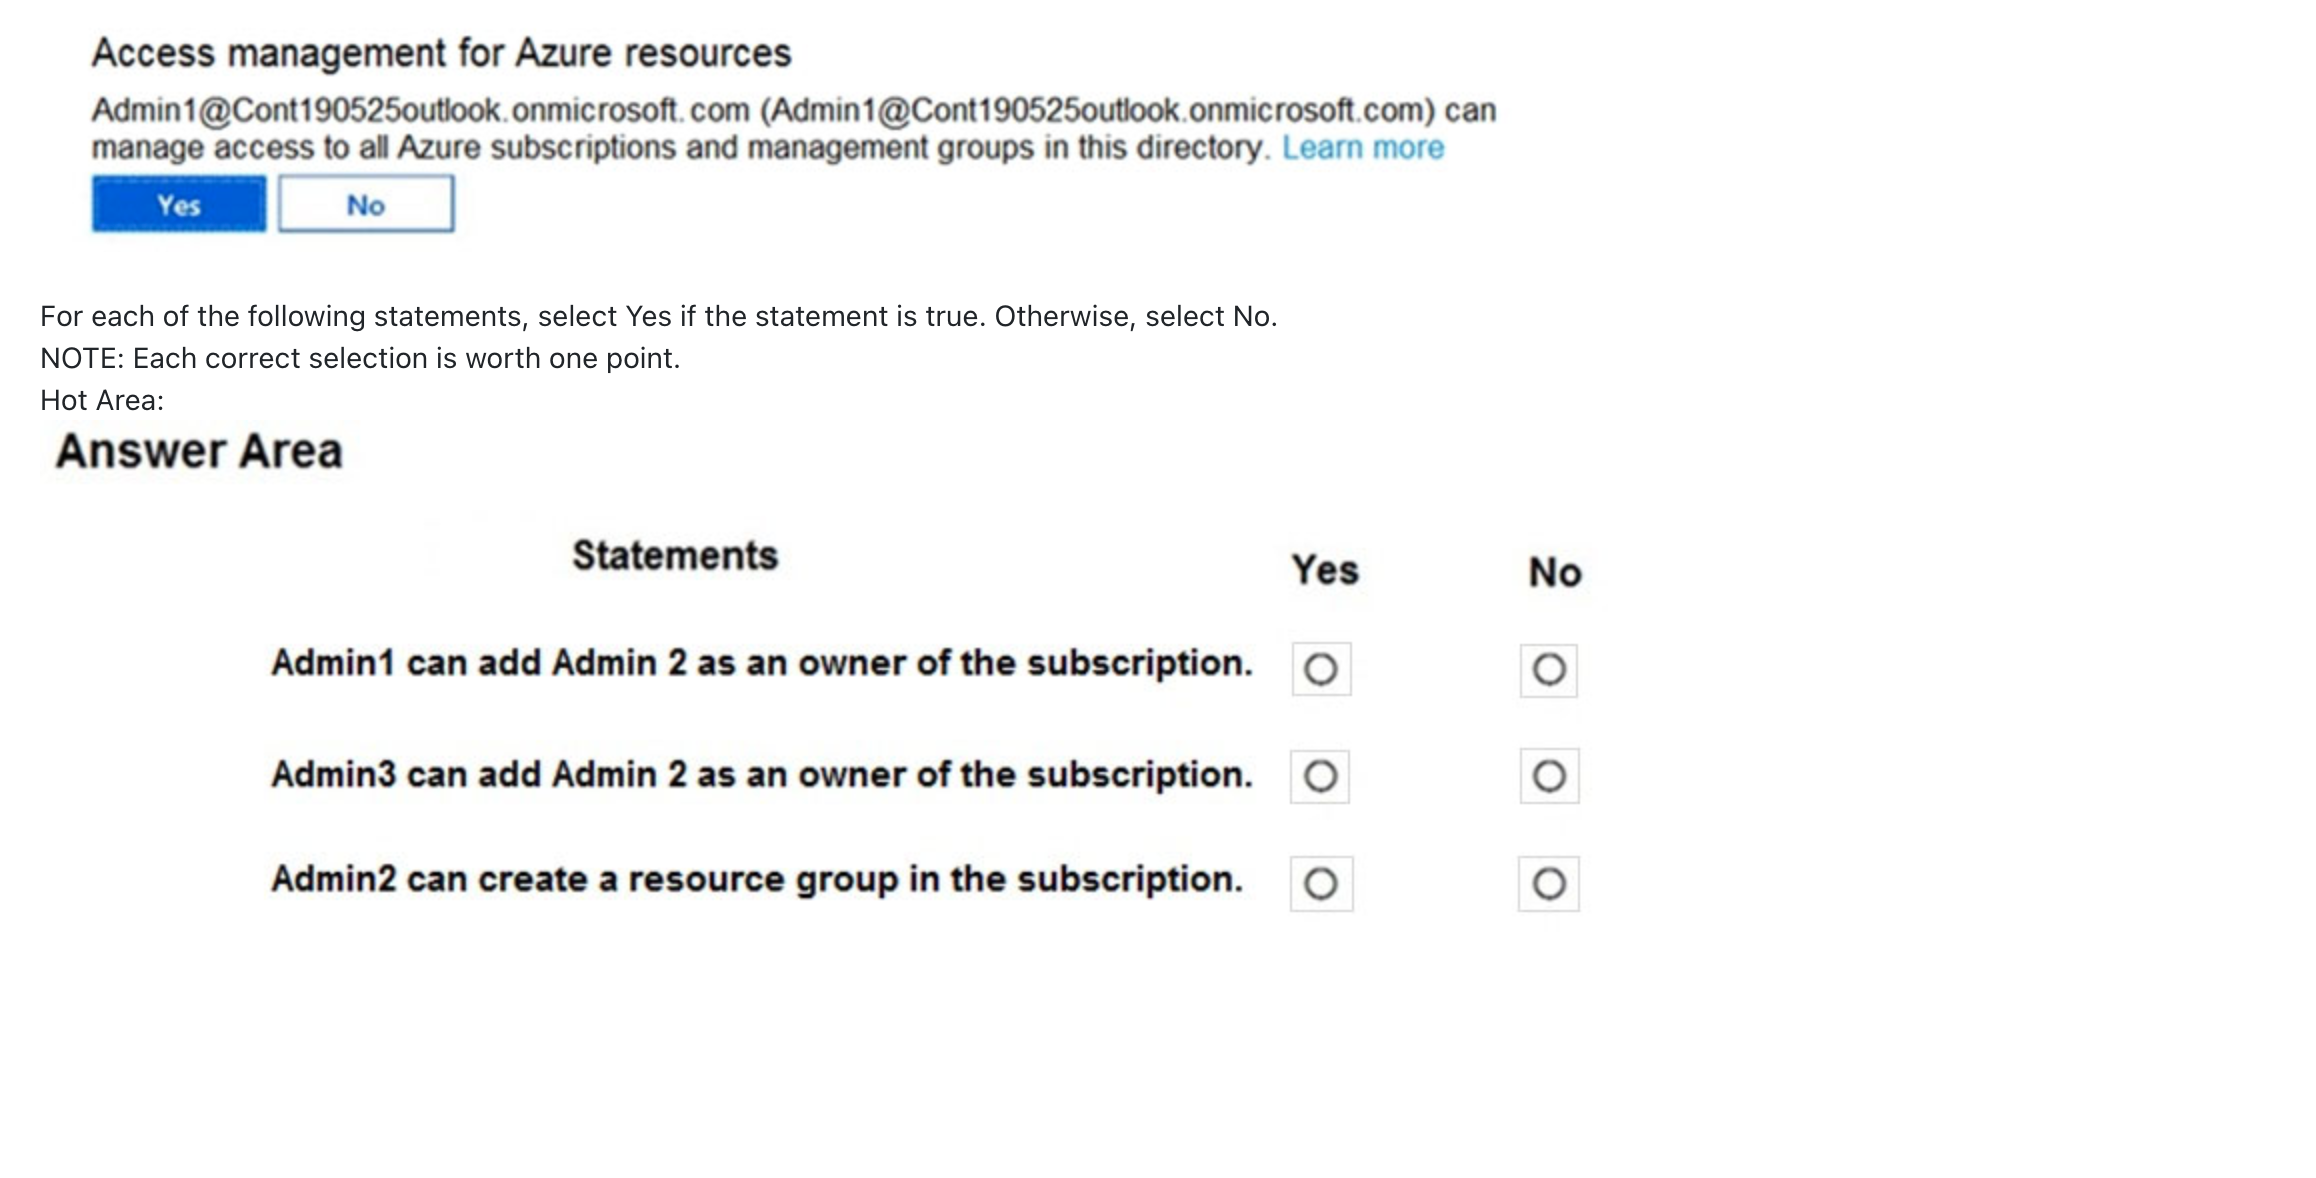 Access management for Azure resources
Admin1@Cont190525outlook.onmicrosoft.com (Admin1@Cont190525outlook.onmicrosoft.com) can
manage access to all Azure subscriptions and management groups in this directory. Learn more
Yes No
For each of the following statements, select Yes if the statement is true. Otherwise, select No.
NOTE: Each correct selection is worth one point.
Hot Area:
Answer Area
Statements Yes No
Admin1 can add Admin 2 as an owner of the subscription.
Admin3 can add Admin 2 as an owner of the subscription.
Admin2 can create a resource group in the subscription.